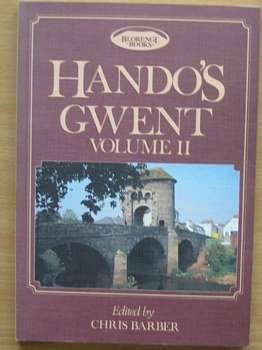 BLORENGE
BOOKS
HANDO'S
GWENT
VOLUME II
Edited by
CHRIS BARBER